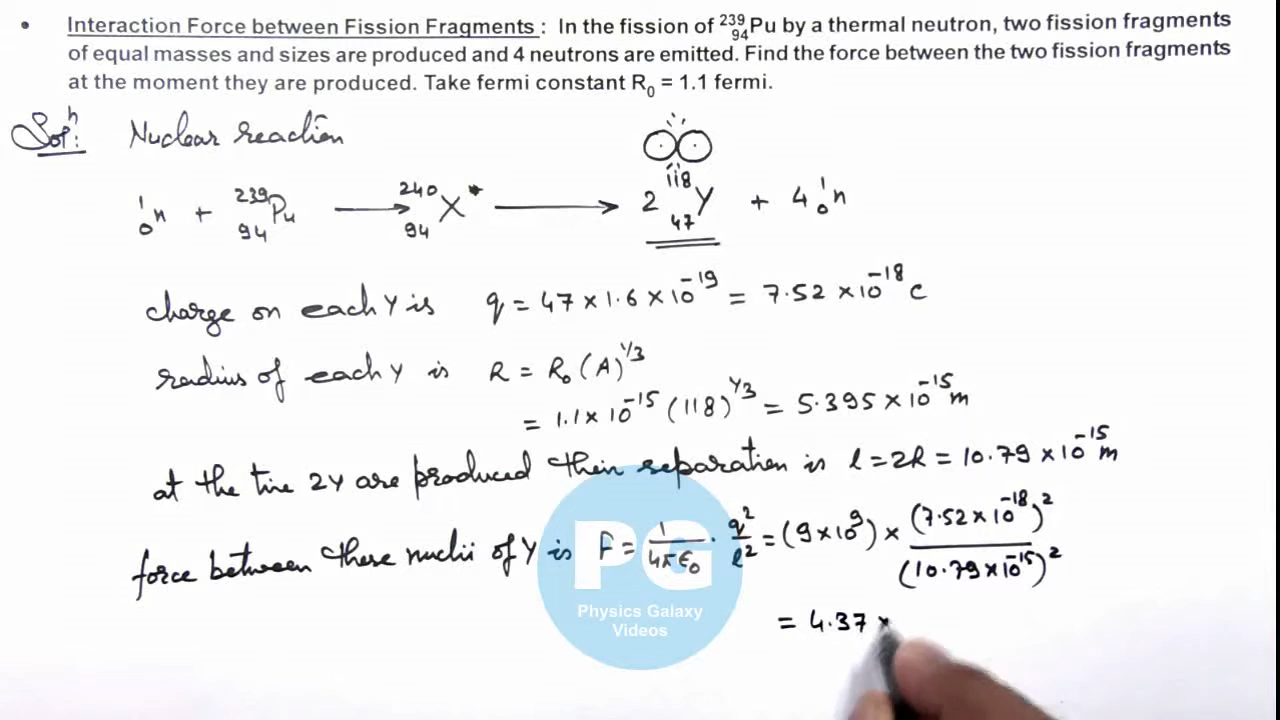 • Interaction Force between Fission Fragments : In the fission of ²³⁹₉₄Pu by a thermal neutron, two fission fragments
of equal masses and sizes are produced and 4 neutrons are emitted. Find the force between the two fission fragments
at the moment they are produced. Take fermi constant R₀ = 1.1 fermi.
Solⁿ: Nuclear reaction
¹₀n + ²³⁹₉₄Pu ⟶ ²⁴⁰₉₄X* ⟶ 2 ¹¹⁸₄₇Y + 4 ¹₀n
charge on each Y is q = 47 × 1.6 × 10⁻¹⁹ = 7.52 × 10⁻¹⁸ C
radius of each Y is R = R₀ (A)^1/3
= 1.1 × 10⁻¹⁵ (118)^1/3 = 5.395 × 10⁻¹⁵ m
at the time 2Y are produced their separation is l = 2R = 10.79 × 10⁻¹⁵ m
force between these nuclii of Y is F = 1/4πϵ₀ · q²/l² = (9 × 10⁹) × (7.52 × 10⁻¹⁸)²/(10.79 × 10⁻¹⁵)²
= 4.37 ×
PG
Physics Galaxy
Videos